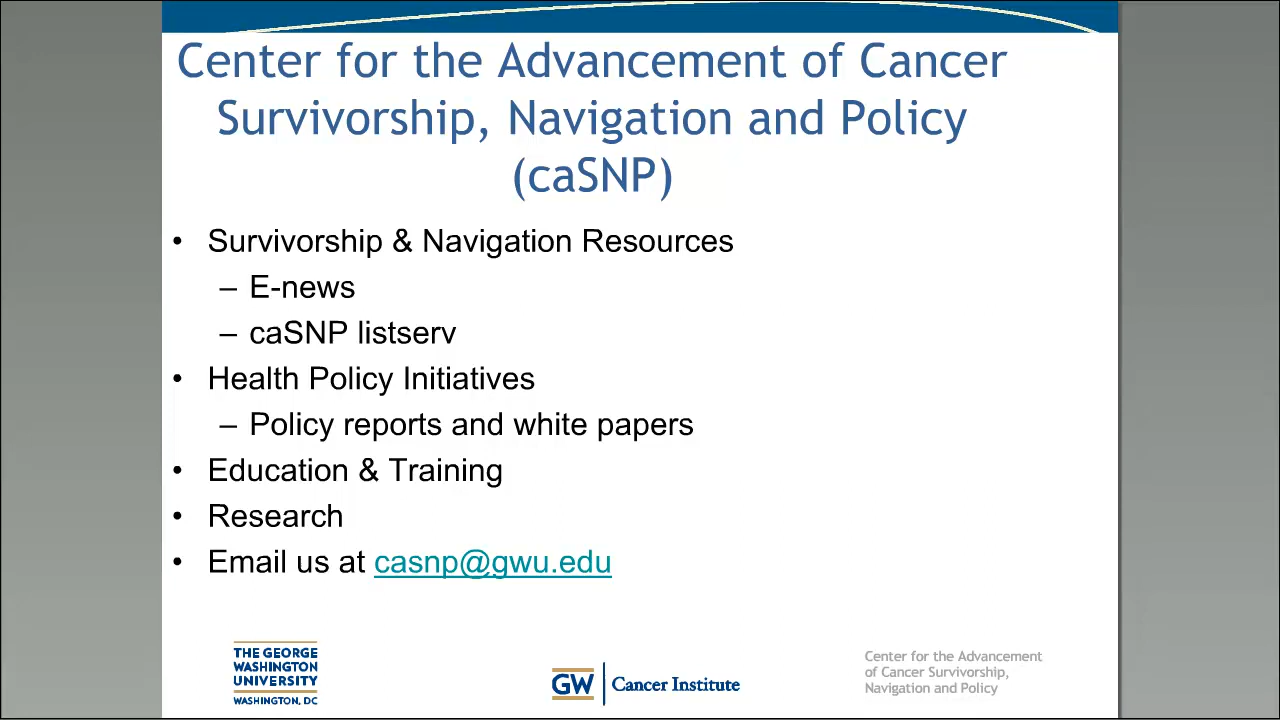 Center for the Advancement of Cancer
Survivorship, Navigation and Policy
(caSNP)
• Survivorship & Navigation Resources
– E-news
– caSNP listserv
• Health Policy Initiatives
– Policy reports and white papers
• Education & Training
• Research
• Email us at casnp@gwu.edu
THE GEORGE
WASHINGTON
UNIVERSITY
WASHINGTON, DC
GW Cancer Institute
Center for the Advancement
of Cancer Survivorship,
Navigation and Policy